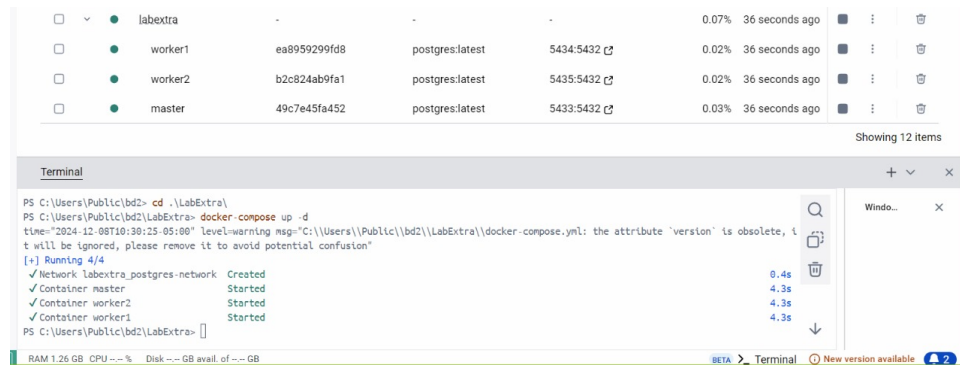 labextra - - - 0.07% 36 seconds ago
worker1 ea8959299fd8 postgres:latest 5434:5432 0.02% 36 seconds ago
worker2 b2c824ab9fa1 postgres:latest 5435:5432 0.02% 36 seconds ago
master 49c7e45fa452 postgres:latest 5433:5432 0.03% 36 seconds ago
Showing 12 items
Terminal
PS C:\Users\Public\bd2> cd .\LabExtra\
PS C:\Users\Public\bd2\LabExtra> docker-compose up -d
time="2024-12-08T10:30:25-05:00" level=warning msg="C:\\Users\\Public\\bd2\\LabExtra\\docker-compose.yml: the attribute `version` is obsolete, i
t will be ignored, please remove it to avoid potential confusion"
[+] Running 4/4
✓Network labextra_postgres-network Created 0.4s
✓Container master Started 4.3s
✓Container worker2 Started 4.3s
✓Container worker1 Started 4.3s
PS C:\Users\Public\bd2\LabExtra>
Windo...
RAM 1.26 GB CPU --.-- % Disk --.-- GB avail. of --.-- GB BETA >_ Terminal New version available 2